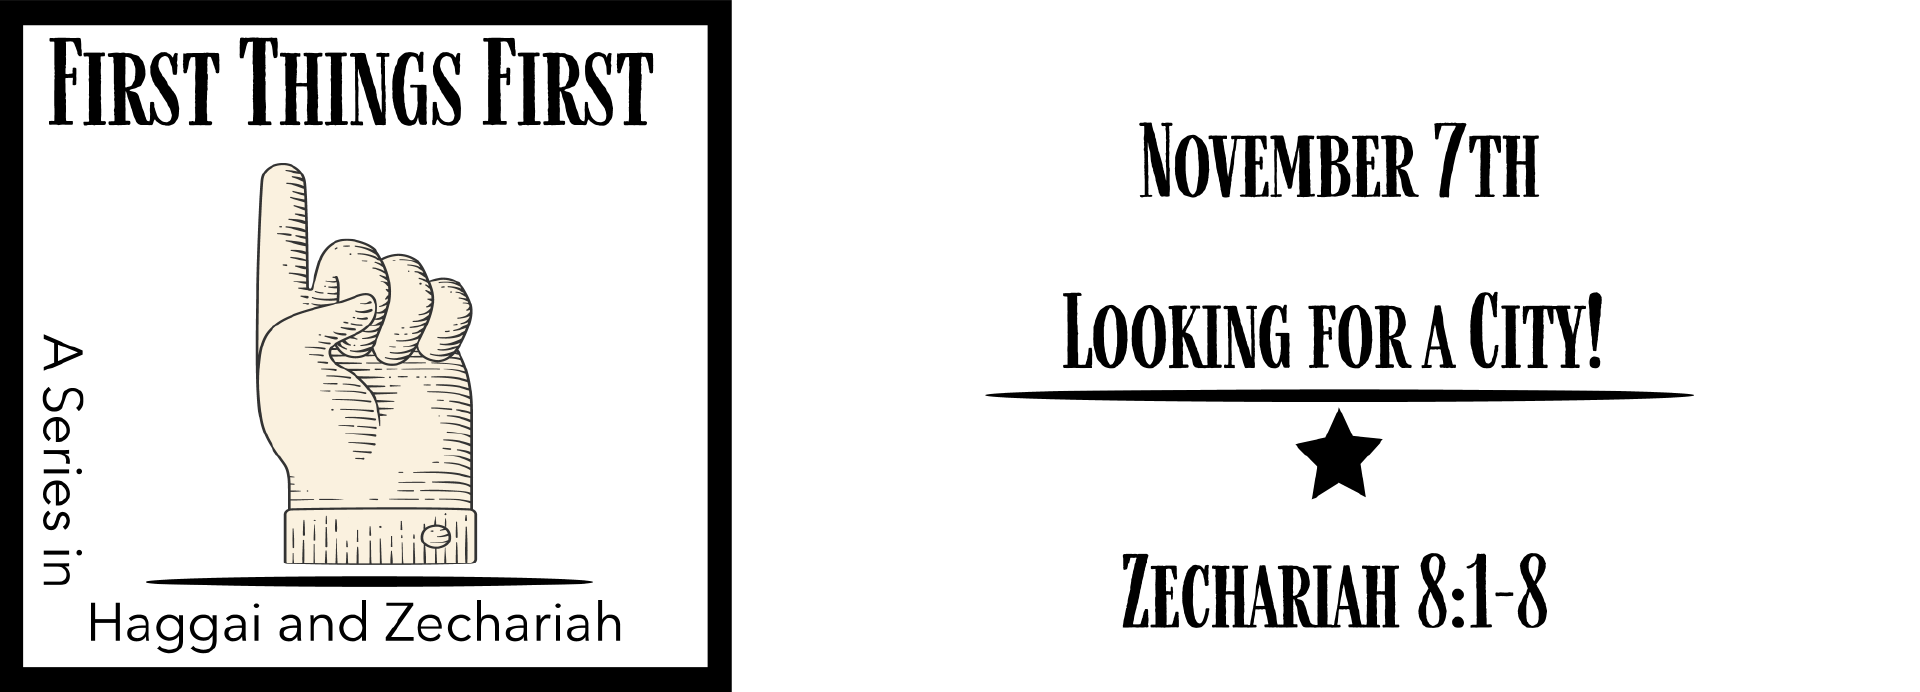 First Things First
A Series in
Haggai and Zechariah
November 7th
Looking for a City!
Zechariah 8:1-8